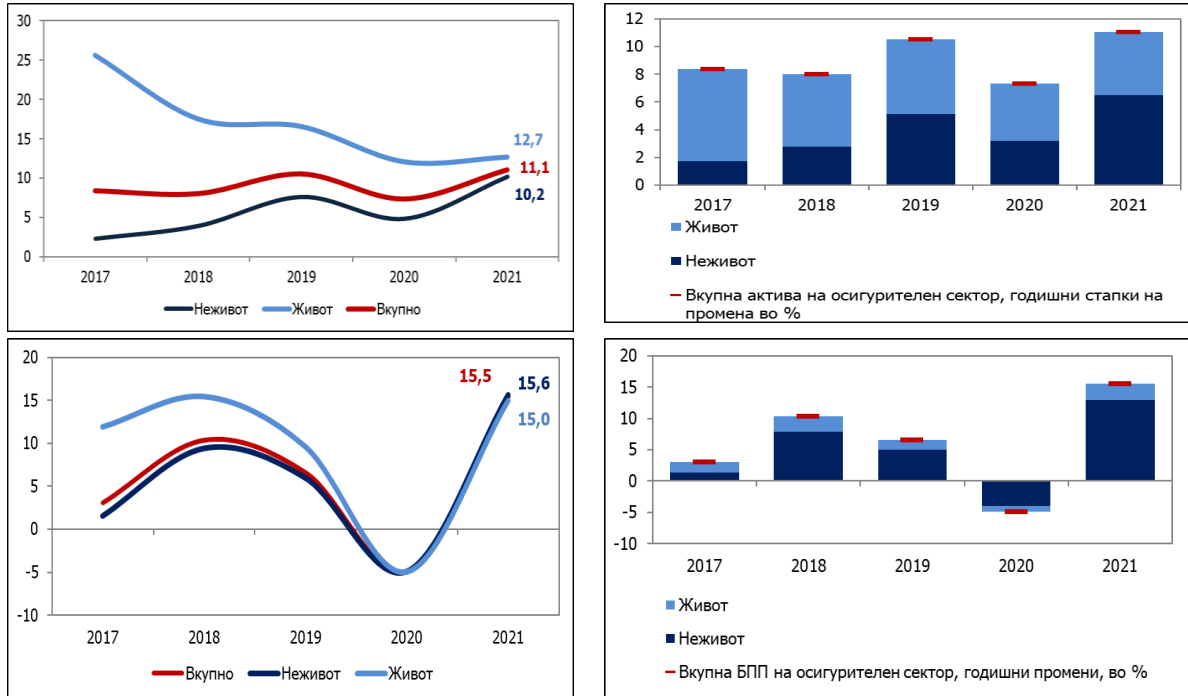 30
25
20
15
10
5
0
12,7
11,1
10,2
2017 2018 2019 2020 2021
Неживот Живот Вкупно
12
10
8
6
4
2
0
2017 2018 2019 2020 2021
Живот
Неживот
Вкупна актива на осигурителен сектор, годишни стапки на
промена во %
20
15
10
5
0
-5
-10
15,5 15,6
15,0
2017 2018 2019 2020 2021
Вкупно Неживот Живот
20
15
10
5
0
-5
-10
2017 2018 2019 2020 2021
Живот
Неживот
Вкупна БПП на осигурителен сектор, годишни промени, во %